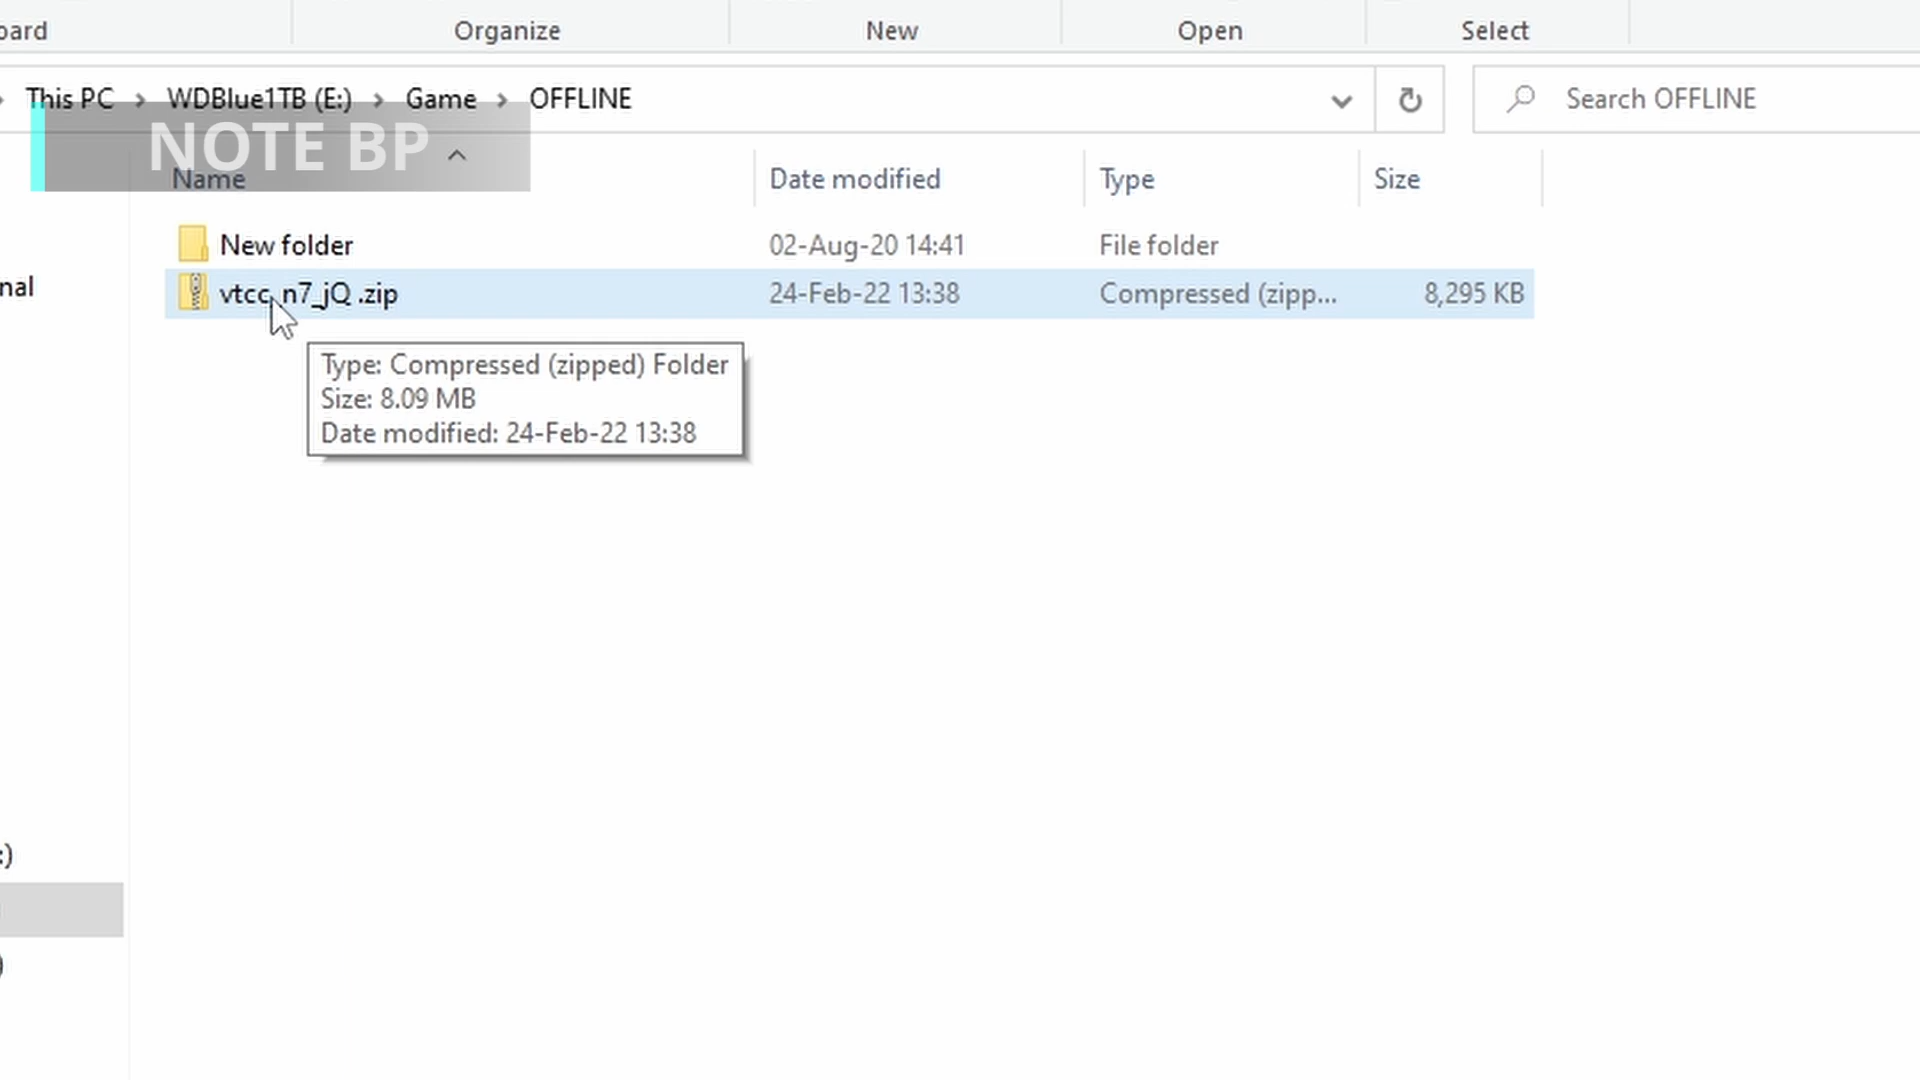 oard
Organize
New
Open
Select
This PC > WDBlue1TB (E:) > Game > OFFLINE
Search OFFLINE
NOTE BP
Name
Date modified
Type
Size
New folder
02-Aug-20 14:41
File folder
nal
vtcc_n7_jQ .zip
24-Feb-22 13:38
Compressed (zipp...
8,295 KB
Type: Compressed (zipped) Folder
Size: 8.09 MB
Date modified: 24-Feb-22 13:38
:)
)